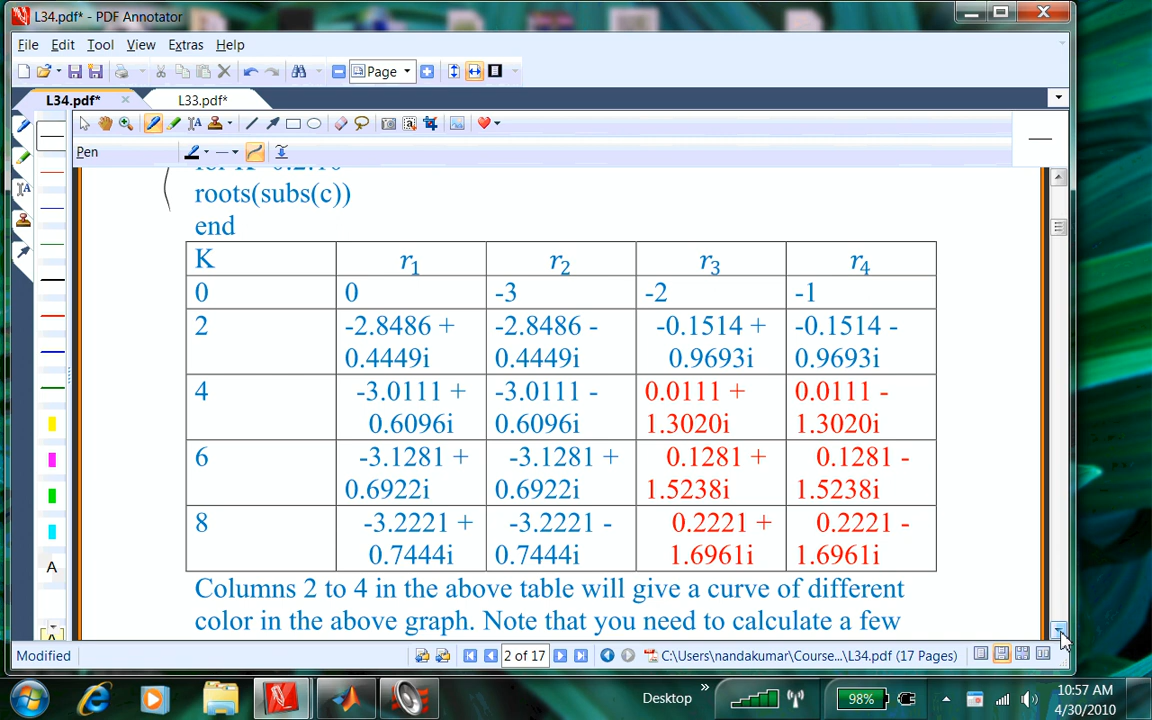 L34.pdf* - PDF Annotator
File Edit Tool View Extras Help
Page
L34.pdf* L33.pdf*
Pen
roots(subs(c))
end
K r1 r2 r3 r4
0 0 -3 -2 -1
2 -2.8486 + -2.8486 - -0.1514 + -0.1514 -
0.4449i 0.4449i 0.9693i 0.9693i
4 -3.0111 + -3.0111 - 0.0111 + 0.0111 -
0.6096i 0.6096i 1.3020i 1.3020i
6 -3.1281 + -3.1281 + 0.1281 + 0.1281 -
0.6922i 0.6922i 1.5238i 1.5238i
8 -3.2221 + -3.2221 - 0.2221 + 0.2221 -
0.7444i 0.7444i 1.6961i 1.6961i
Columns 2 to 4 in the above table will give a curve of different
color in the above graph. Note that you need to calculate a few
A
Modified 2 of 17 C:\Users\nandakumar\Course...\L34.pdf (17 Pages)
Desktop 98% 10:57 AM
4/30/2010